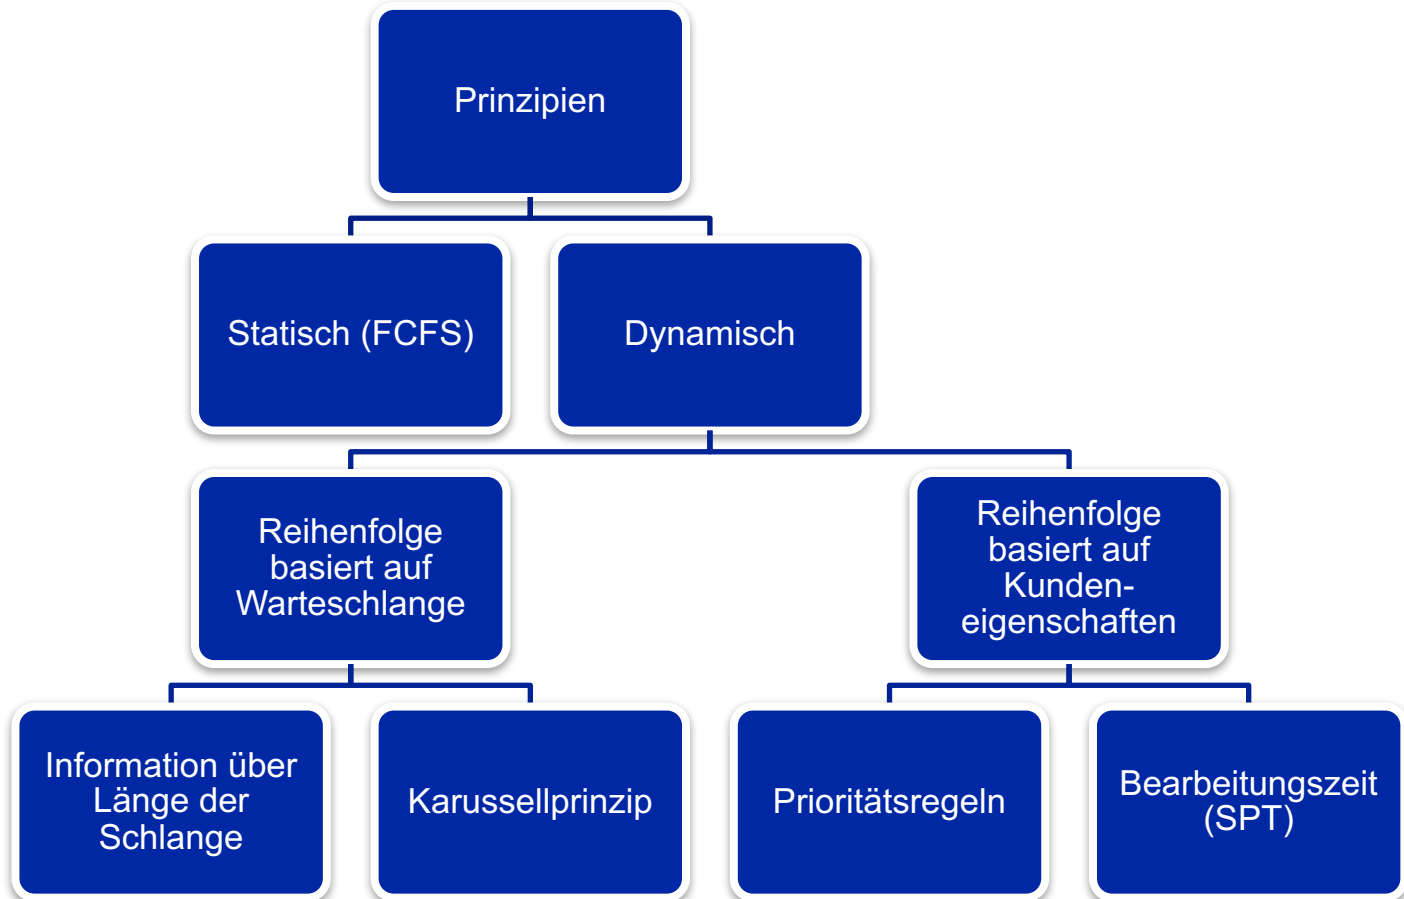 Prinzipien
Statisch (FCFS)
Dynamisch
Reihenfolge
basiert auf
Warteschlange
Reihenfolge
basiert auf
Kunden-
eigenschaften
Information über
Länge der
Schlange
Karussellprinzip
Prioritätsregeln
Bearbeitungszeit
(SPT)